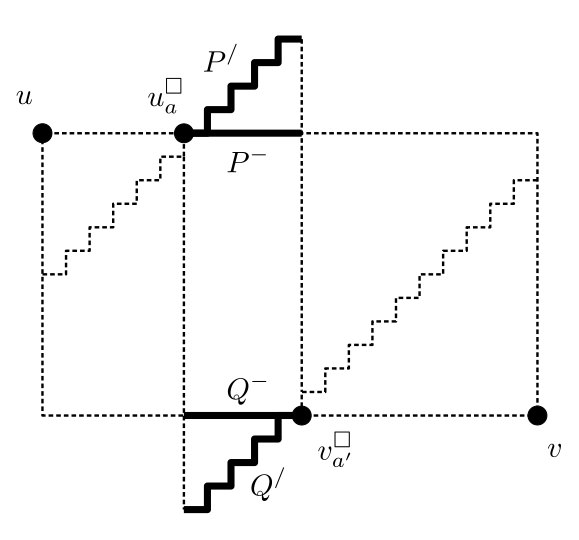 P^/
u
u_a^□
P^−
Q^−
v_{a'}^□
v
Q^/